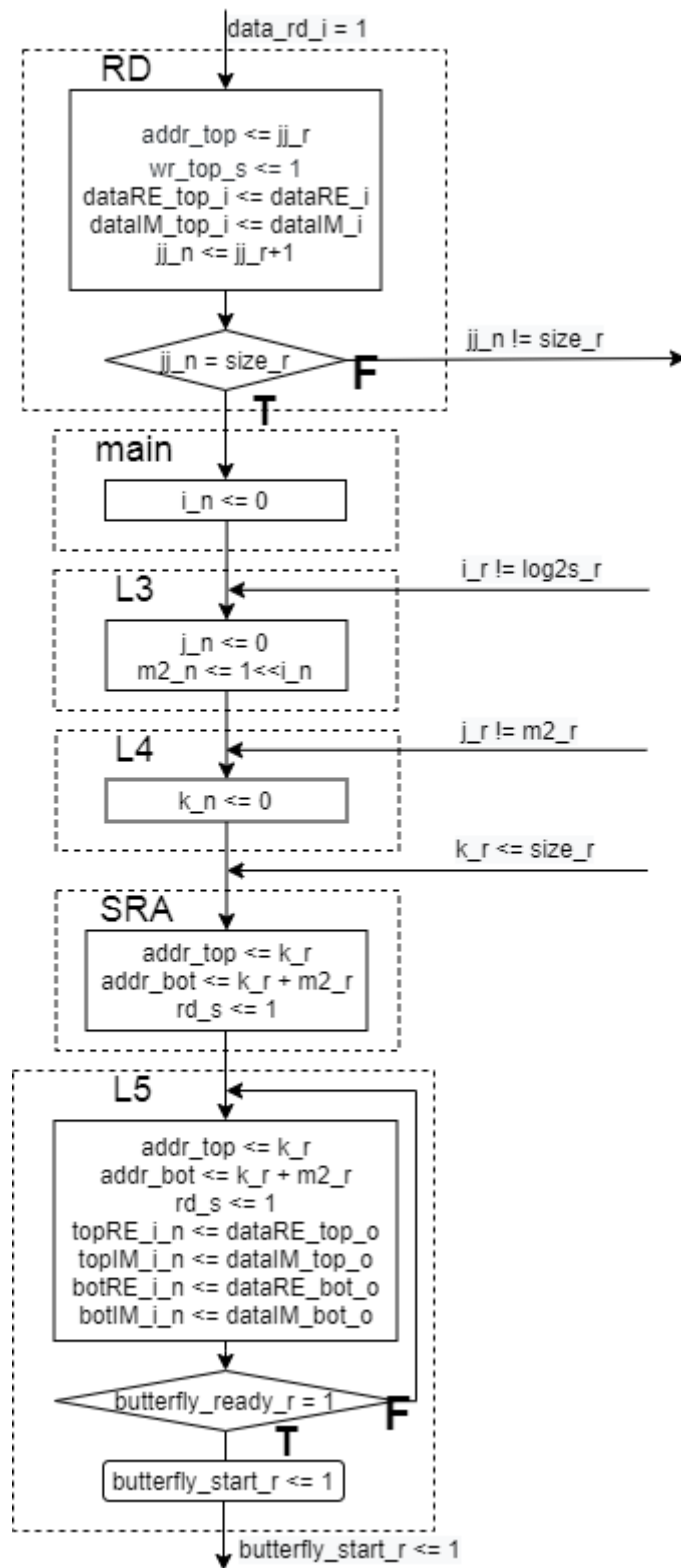 data_rd_i = 1
RD
addr_top <= jj_r
wr_top_s <= 1
dataRE_top_i <= dataRE_i
dataIM_top_i <= dataIM_i
jj_n <= jj_r+1
jj_n = size_r
F
jj_n != size_r
T
main
i_n <= 0
i_r != log2s_r
L3
j_n <= 0
m2_n <= 1<<i_n
j_r != m2_r
L4
k_n <= 0
k_r <= size_r
SRA
addr_top <= k_r
addr_bot <= k_r + m2_r
rd_s <= 1
L5
addr_top <= k_r
addr_bot <= k_r + m2_r
rd_s <= 1
topRE_i_n <= dataRE_top_o
topIM_i_n <= dataIM_top_o
botRE_i_n <= dataRE_bot_o
botIM_i_n <= dataIM_bot_o
butterfly_ready_r = 1
F
T
butterfly_start_r <= 1
butterfly_start_r <= 1